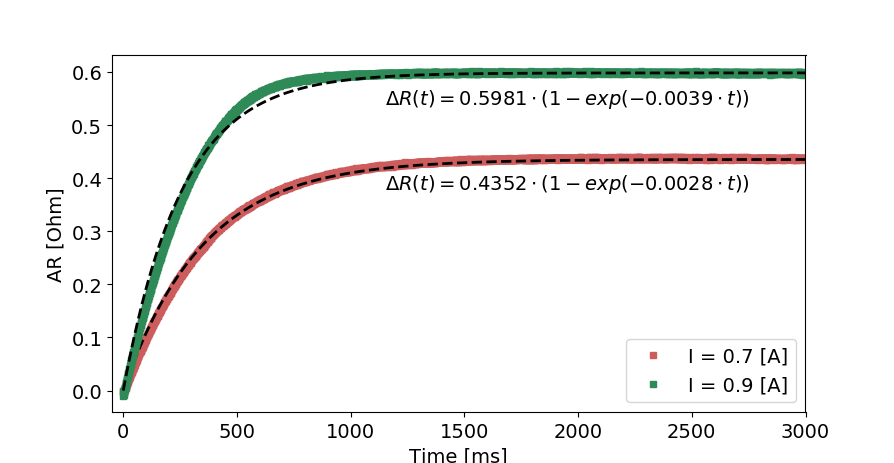 0.6
0.5
0.4
0.3
0.2
0.1
0.0
AR [Ohm]
ΔR(t) = 0.5981 · (1 − exp(−0.0039 · t))
ΔR(t) = 0.4352 · (1 − exp(−0.0028 · t))
I = 0.7 [A]
I = 0.9 [A]
0 500 1000 1500 2000 2500 3000
Time [ms]